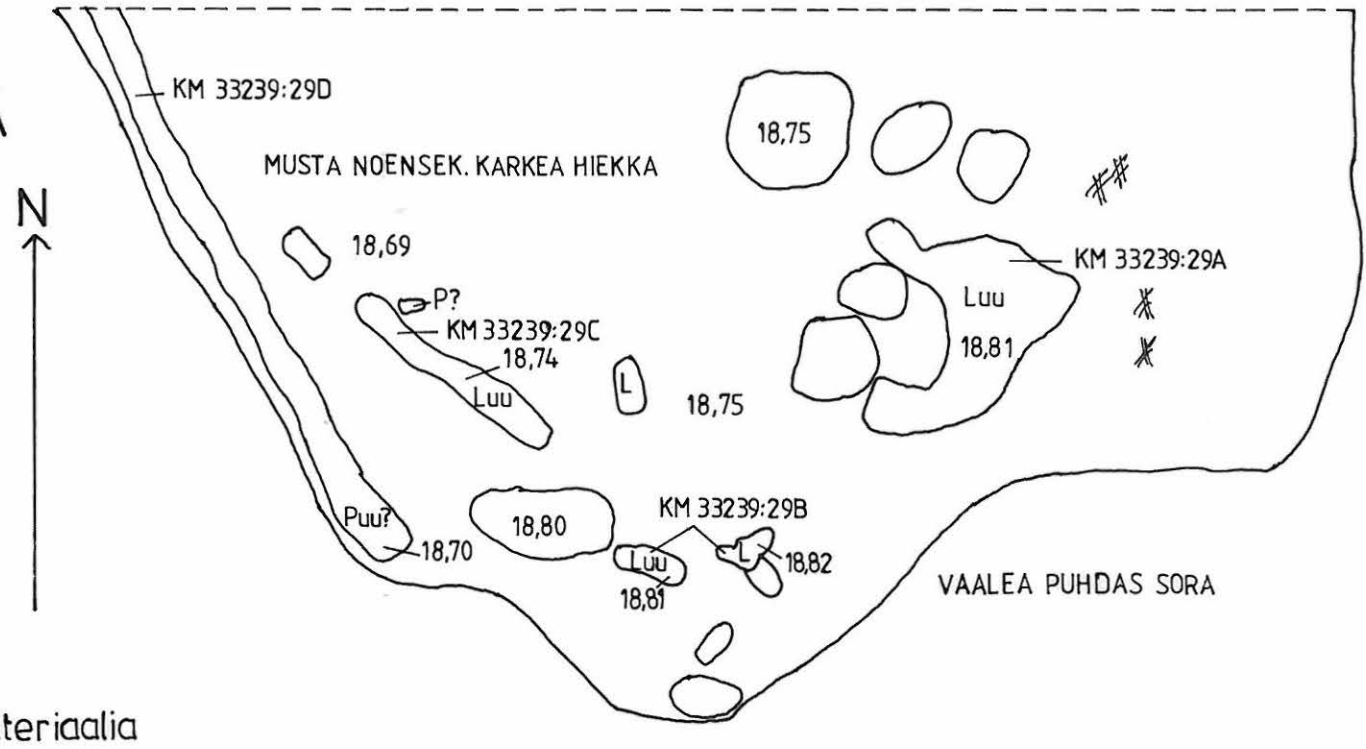 KM 33239:29D
18,75
MUSTA NOENSEK. KARKEA HIEKKA
N
18,69
KM 33239:29A
P?
Luu
KM 33239:29C
18,74
18,81
Luu
L
18,75
KM 33239:29B
Puu?
18,80
18,70
Luu
L
18,82
18,81
VAALEA PUHDAS SORA
teriaalia